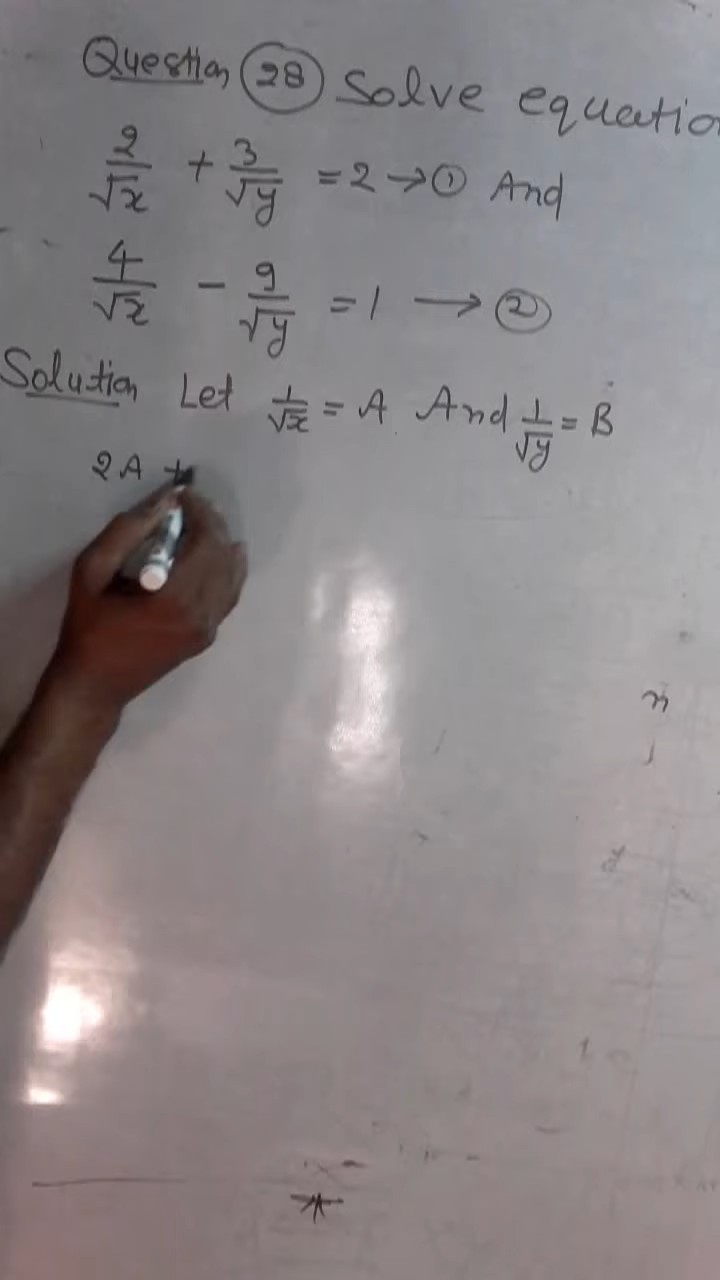 Question 28 Solve equatio
2/√x + 3/√y = 2 → ① And
4/√x - 9/√y = 1 → ②
Solution Let 1/√x = A And 1/√y = B
2A +